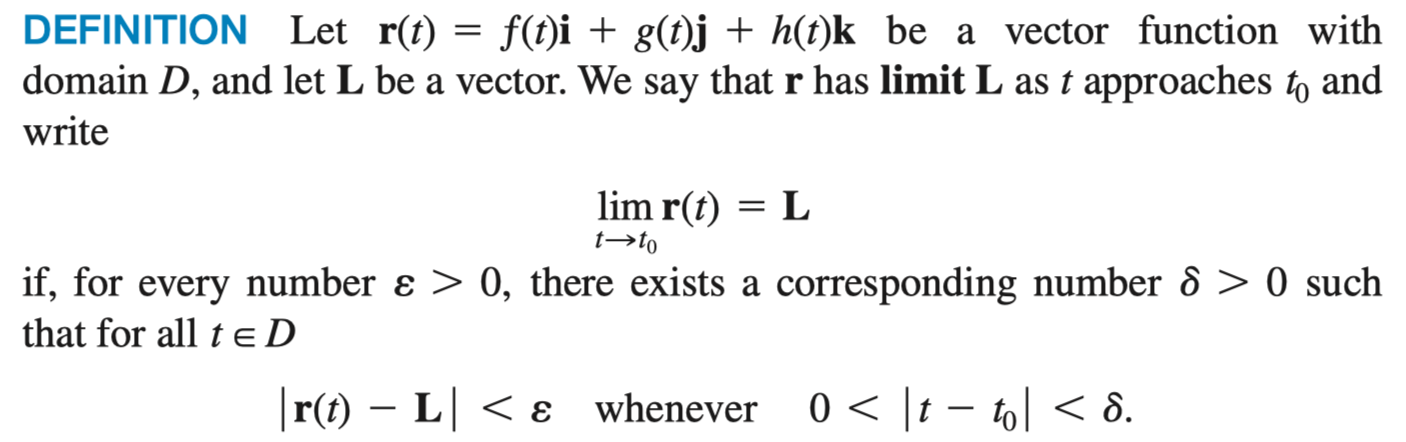 DEFINITION Let r(t) = f(t)i + g(t)j + h(t)k be a vector function with
domain D, and let L be a vector. We say that r has limit L as t approaches t₀ and
write
lim r(t) = L
t→t₀
if, for every number ε > 0, there exists a corresponding number δ > 0 such
that for all t ∈ D
|r(t) − L| < ε whenever 0 < |t − t₀| < δ.